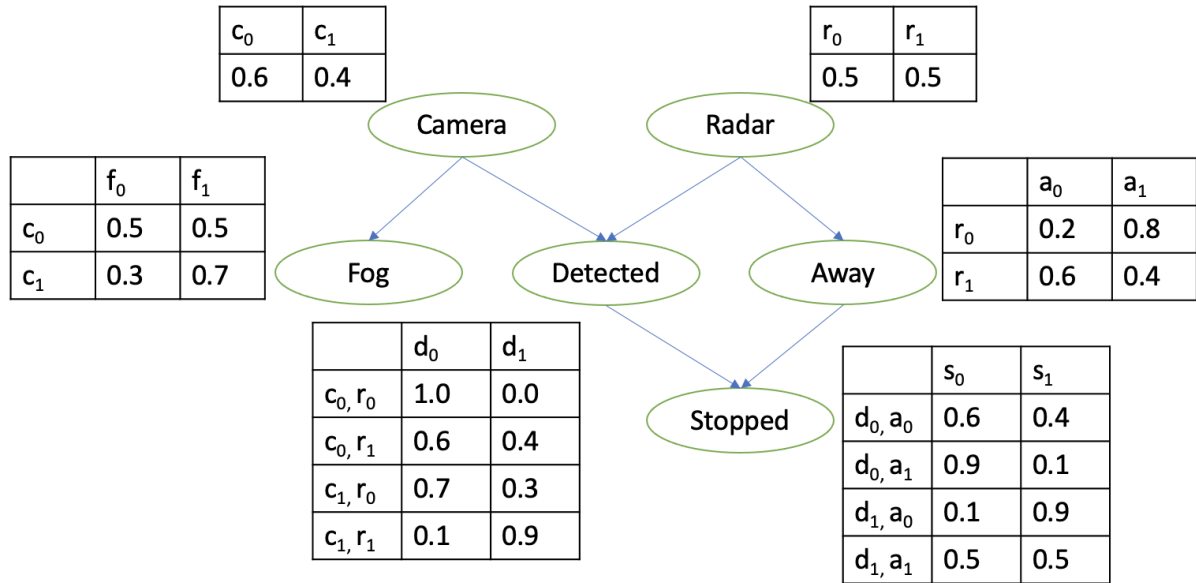 c₀ c₁
0.6 0.4
r₀ r₁
0.5 0.5
Camera
Radar
f₀ f₁
c₀ 0.5 0.5
c₁ 0.3 0.7
a₀ a₁
r₀ 0.2 0.8
r₁ 0.6 0.4
Fog
Detected
Away
d₀ d₁
c₀, r₀ 1.0 0.0
c₀, r₁ 0.6 0.4
c₁, r₀ 0.7 0.3
c₁, r₁ 0.1 0.9
Stopped
s₀ s₁
d₀, a₀ 0.6 0.4
d₀, a₁ 0.9 0.1
d₁, a₀ 0.1 0.9
d₁, a₁ 0.5 0.5